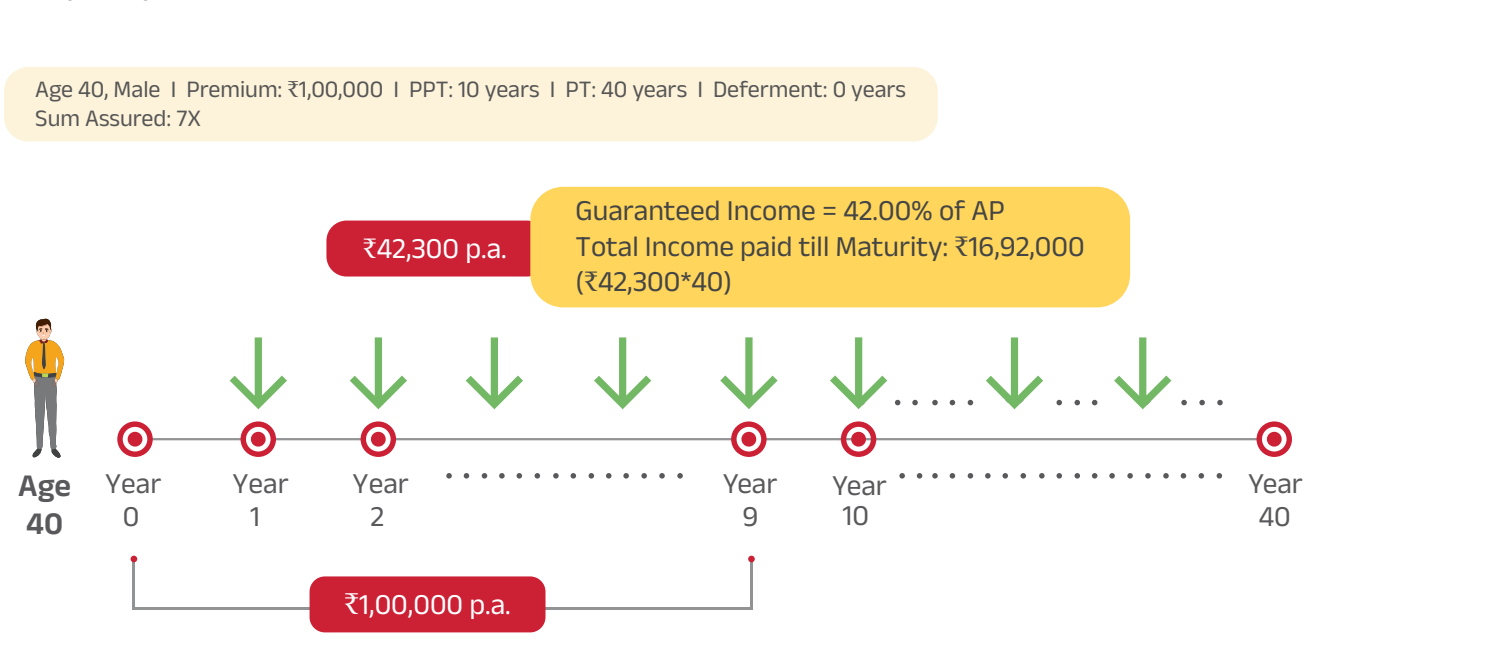 Age 40, Male I Premium: ₹1,00,000 I PPT: 10 years I PT: 40 years I Deferment: 0 years
Sum Assured: 7X
₹42,300 p.a.
Guaranteed Income = 42.00% of AP
Total Income paid till Maturity: ₹16,92,000
(₹42,300*40)
Age
40
Year
0
Year
1
Year
2
Year
9
Year
10
Year
40
₹1,00,000 p.a.